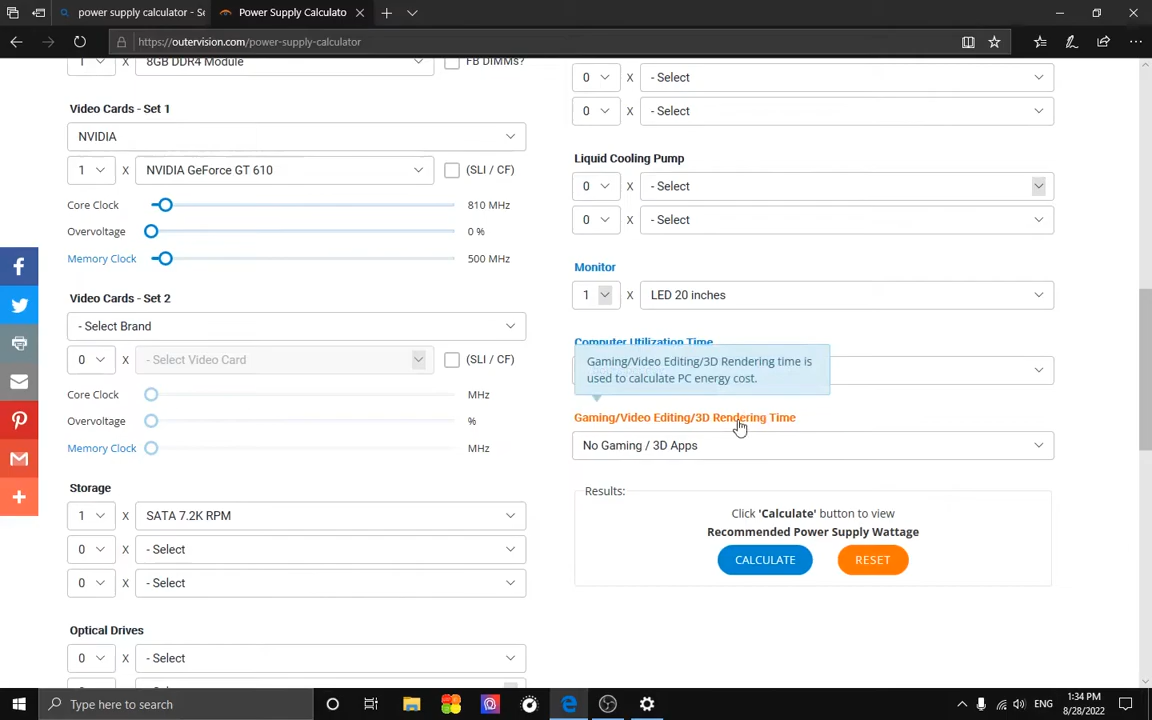 power supply calculator - Se
Power Supply Calculato
https://outervision.com/power-supply-calculator
1 X 8GB DDR4 Module FB DIMMs?
Video Cards - Set 1
NVIDIA
1 X NVIDIA GeForce GT 610 (SLI / CF)
Core Clock 810 MHz
Overvoltage 0 %
Memory Clock 500 MHz
Video Cards - Set 2
- Select Brand
0 X - Select Video Card (SLI / CF)
Core Clock MHz
Overvoltage %
Memory Clock MHz
Storage
1 X SATA 7.2K RPM
0 X - Select
0 X - Select
Optical Drives
0 X - Select
0 X - Select
0 X - Select
Liquid Cooling Pump
0 X - Select
0 X - Select
Monitor
1 X LED 20 inches
Computer Utilization Time
Gaming/Video Editing/3D Rendering time is
used to calculate PC energy cost.
Gaming/Video Editing/3D Rendering Time
No Gaming / 3D Apps
Results:
Click 'Calculate' button to view
Recommended Power Supply Wattage
CALCULATE RESET
Type here to search
ENG
1:34 PM
8/28/2022